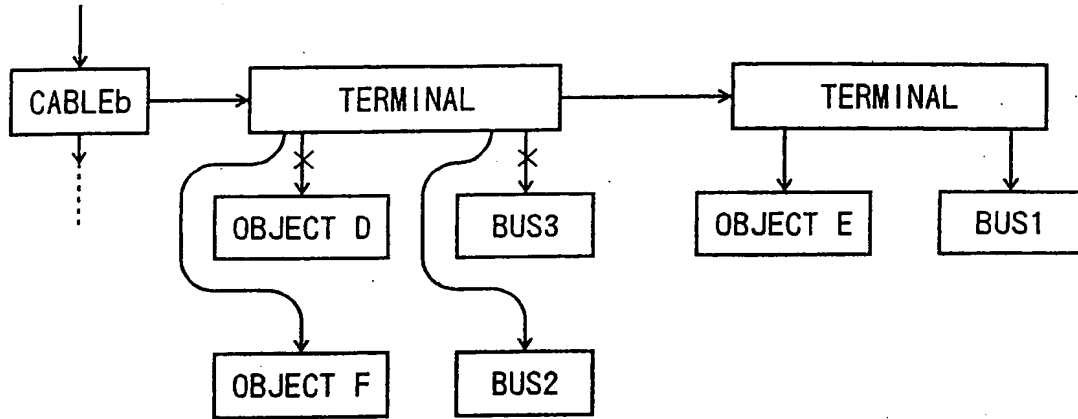 CABLEb
TERMINAL
TERMINAL
OBJECT D
BUS3
OBJECT E
BUS1
OBJECT F
BUS2